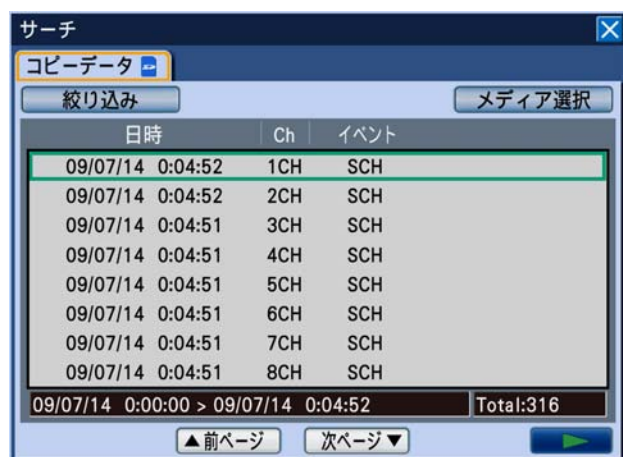 サーチ
コピーデータ
絞り込み メディア選択
日時 Ch イベント
09/07/14 0:04:52 1CH SCH
09/07/14 0:04:52 2CH SCH
09/07/14 0:04:51 3CH SCH
09/07/14 0:04:51 4CH SCH
09/07/14 0:04:51 5CH SCH
09/07/14 0:04:51 6CH SCH
09/07/14 0:04:51 7CH SCH
09/07/14 0:04:51 8CH SCH
09/07/14 0:00:00 > 09/07/14 0:04:52 Total:316
▲前ページ 次ページ▼